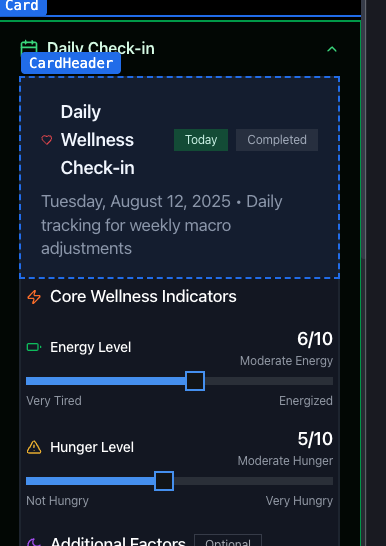 Card
Daily Check-in
CardHeader
Daily
Wellness
Check-in
Today
Completed
Tuesday, August 12, 2025 • Daily
tracking for weekly macro
adjustments
Core Wellness Indicators
Energy Level
6/10
Moderate Energy
Very Tired
Energized
Hunger Level
5/10
Moderate Hunger
Not Hungry
Very Hungry
Additional Factors
Optional